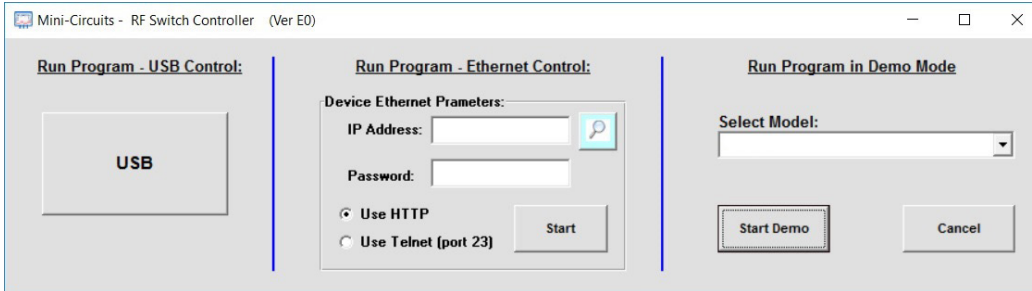 Mini-Circuits - RF Switch Controller (Ver E0)
Run Program - USB Control:
USB
Run Program - Ethernet Control:
Device Ethernet Prameters:
IP Address:
Password:
Use HTTP
Use Telnet (port 23)
Start
Run Program in Demo Mode
Select Model:
Start Demo
Cancel